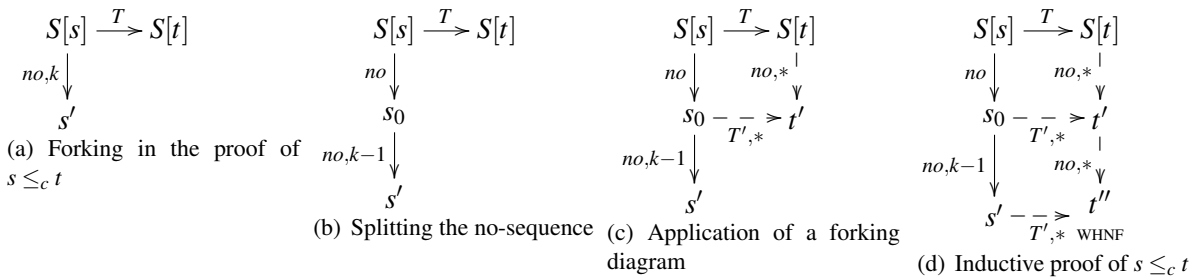 S[s] T S[t]
no,k
s′
(a) Forking in the proof of
s ≤c t
S[s] T S[t]
no
s0
no,k−1
s′
(b) Splitting the no-sequence
S[s] T S[t]
no no,∗
s0 T′,∗ t′
no,k−1
s′
(c) Application of a forking
diagram
S[s] T S[t]
no no,∗
s0 T′,∗ t′
no,k−1 no,∗
s′ T′,∗ t″ WHNF
(d) Inductive proof of s ≤c t